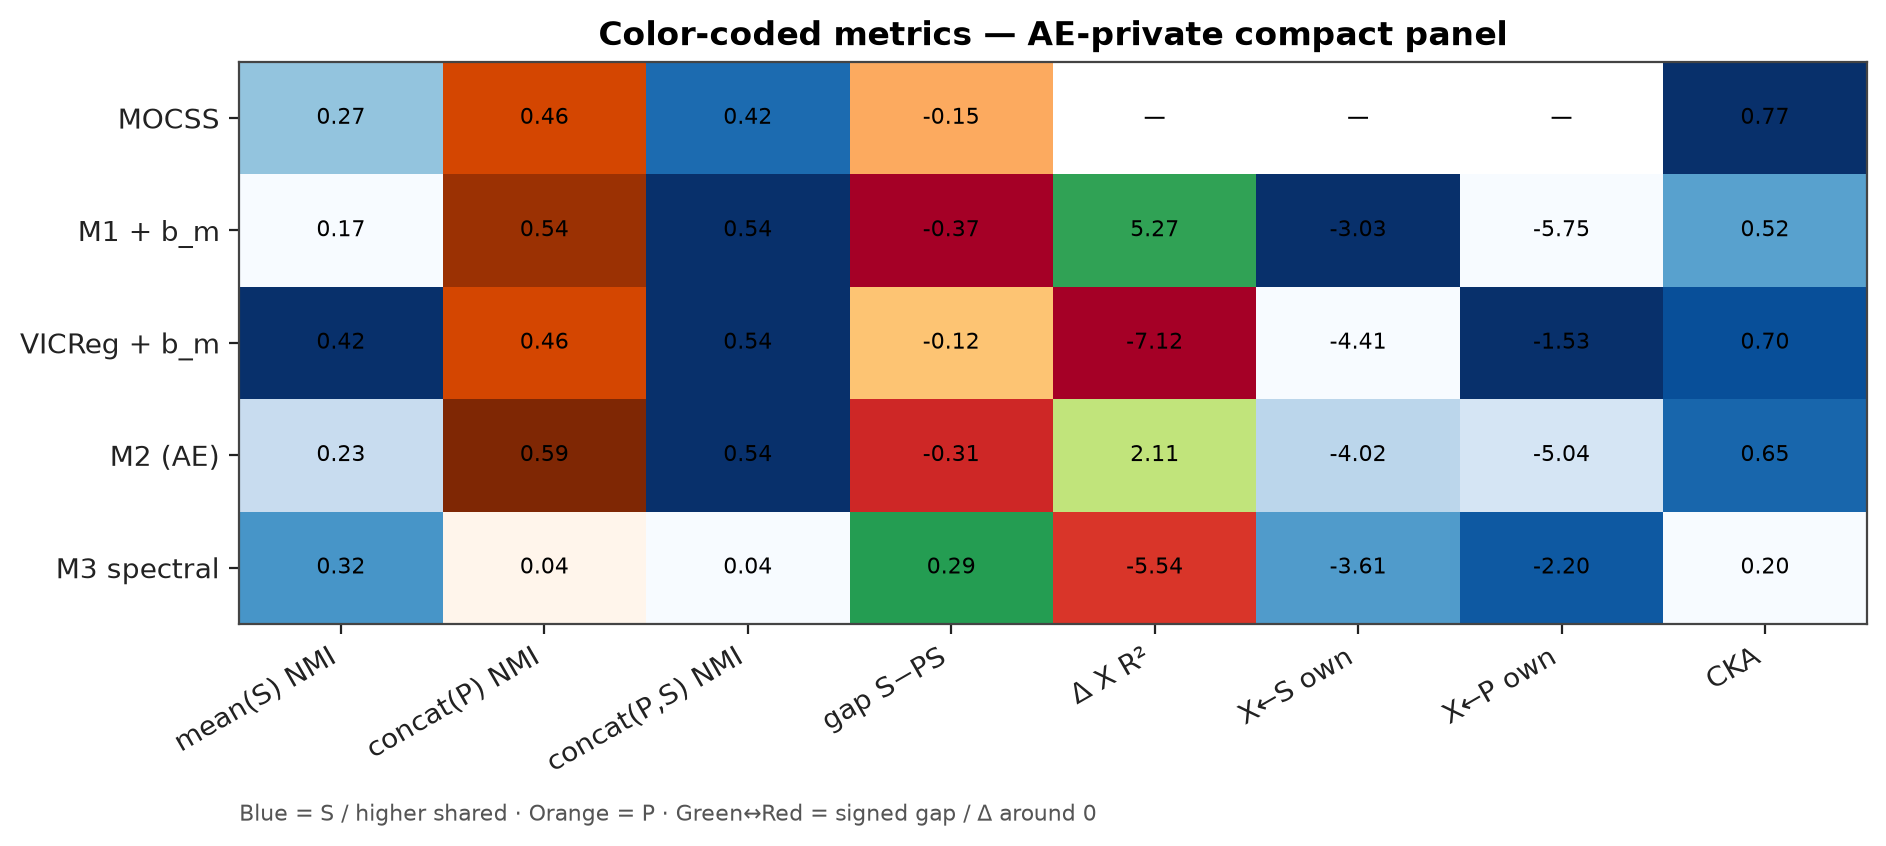 Color-coded metrics — AE-private compact panel
MOCSS 0.27 0.46 0.42 -0.15 — — — 0.77
M1 + b_m 0.17 0.54 0.54 -0.37 5.27 -3.03 -5.75 0.52
VICReg + b_m 0.42 0.46 0.54 -0.12 -7.12 -4.41 -1.53 0.70
M2 (AE) 0.23 0.59 0.54 -0.31 2.11 -4.02 -5.04 0.65
M3 spectral 0.32 0.04 0.04 0.29 -5.54 -3.61 -2.20 0.20
mean(S) NMI concat(P) NMI concat(P,S) NMI gap S−PS Δ X R² X←S own X←P own CKA
Blue = S / higher shared · Orange = P · Green↔Red = signed gap / Δ around 0